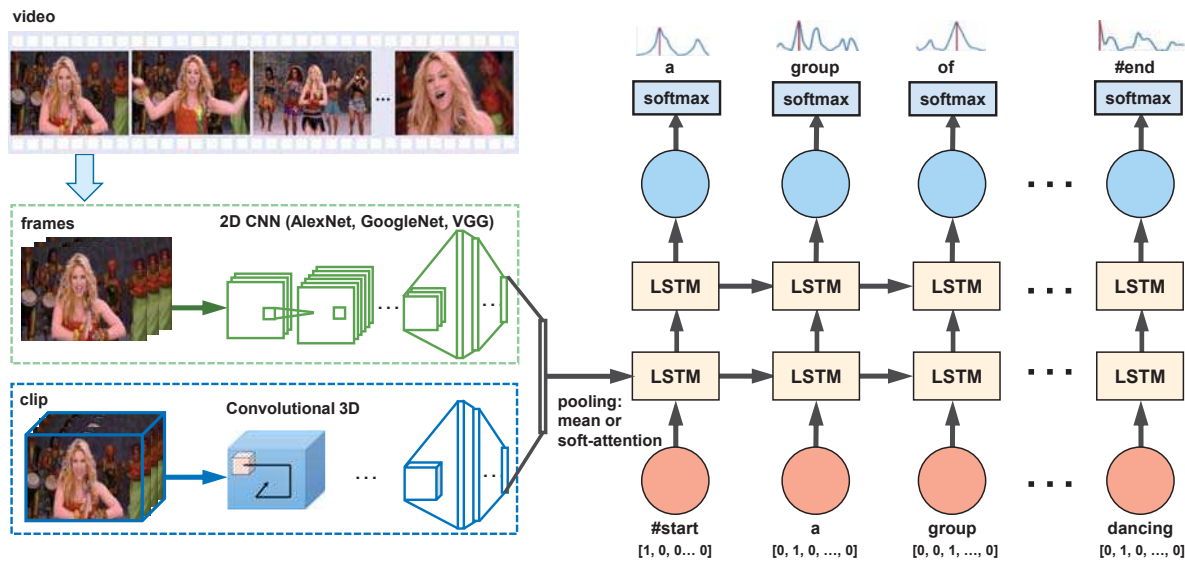 video
...
frames
2D CNN (AlexNet, GoogleNet, VGG)
...
...
clip
Convolutional 3D
...
...
pooling:
mean or
soft-attention
a group of #end
softmax softmax softmax softmax
...
LSTM LSTM LSTM ... LSTM
LSTM LSTM LSTM ... LSTM
...
#start a group dancing
[1, 0, 0... 0] [0, 1, 0, ..., 0] [0, 0, 1, ..., 0] [0, 1, 0, ..., 0]